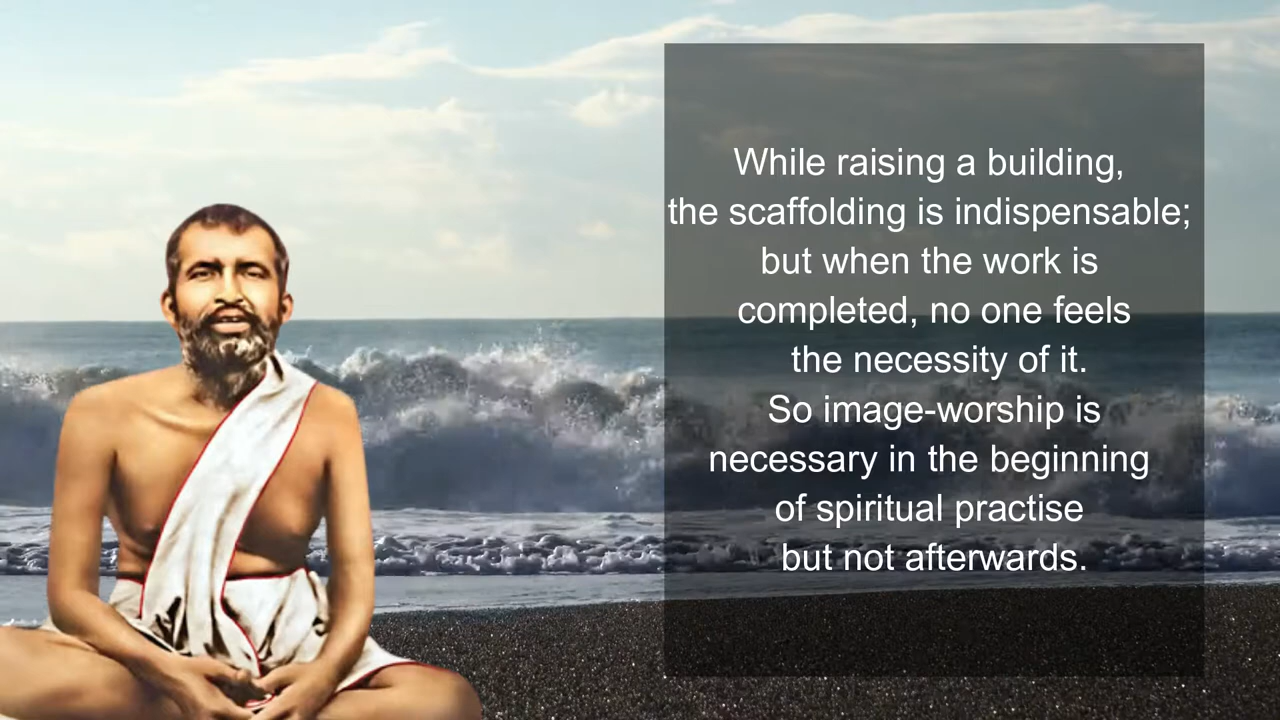 While raising a building,
the scaffolding is indispensable;
but when the work is
completed, no one feels
the necessity of it.
So image-worship is
necessary in the beginning
of spiritual practise
but not afterwards.